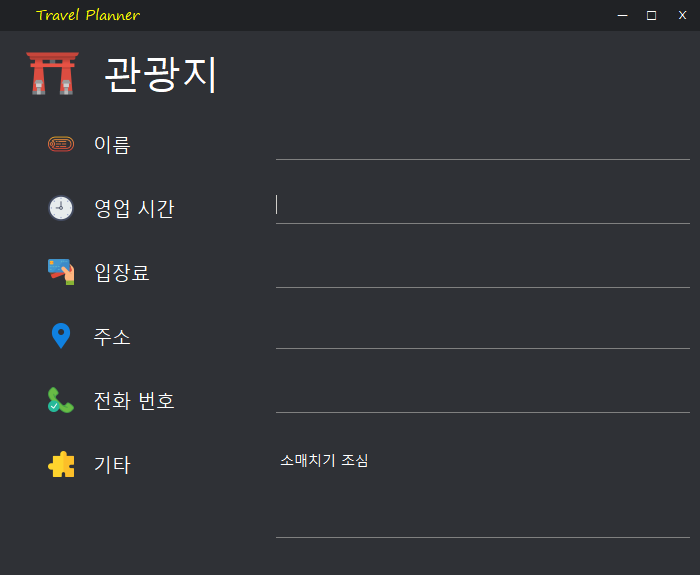 Travel Planner
관광지
이름
영업 시간
입장료
주소
전화 번호
기타
소매치기 조심